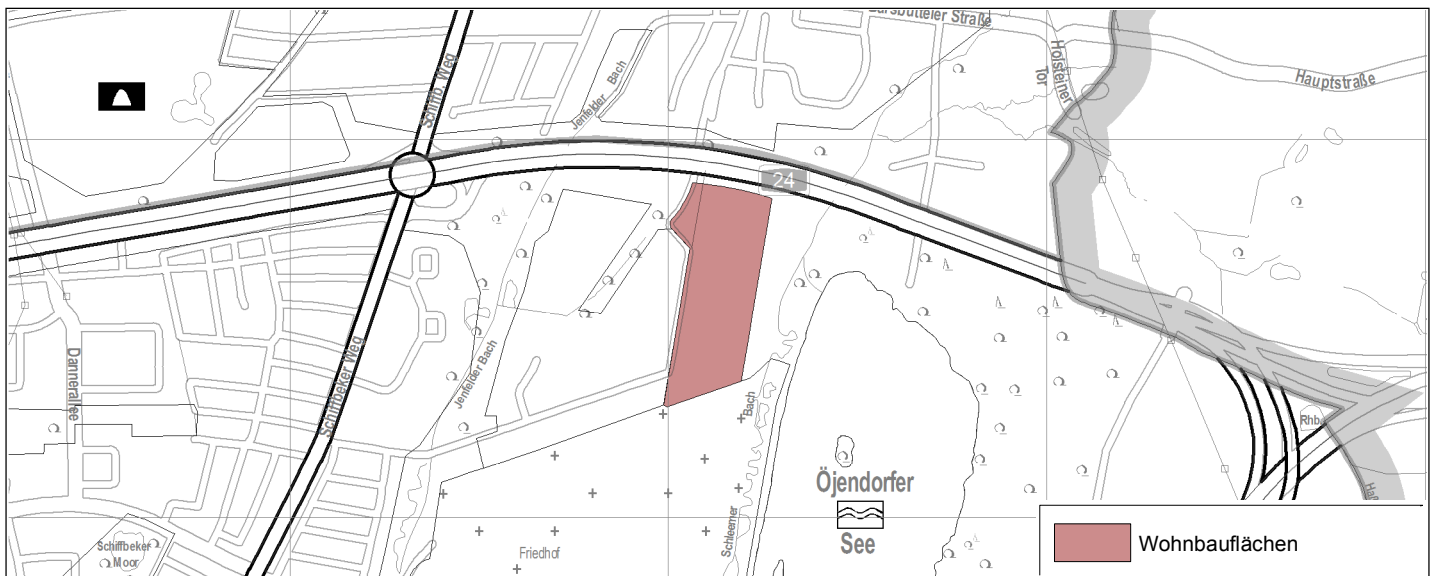 Barsbütteler Straße
Holsteiner
Tor
Hauptstraße
Schiffb. Weg
Jenfelder
Bach
24
Dannerallee
Schiffbeker Weg
Jenfelder Bach
Bach
Schleemer
Öjendorfer
See
Rhb.
Schiffbeker
Moor
Friedhof
Wohnbauflächen